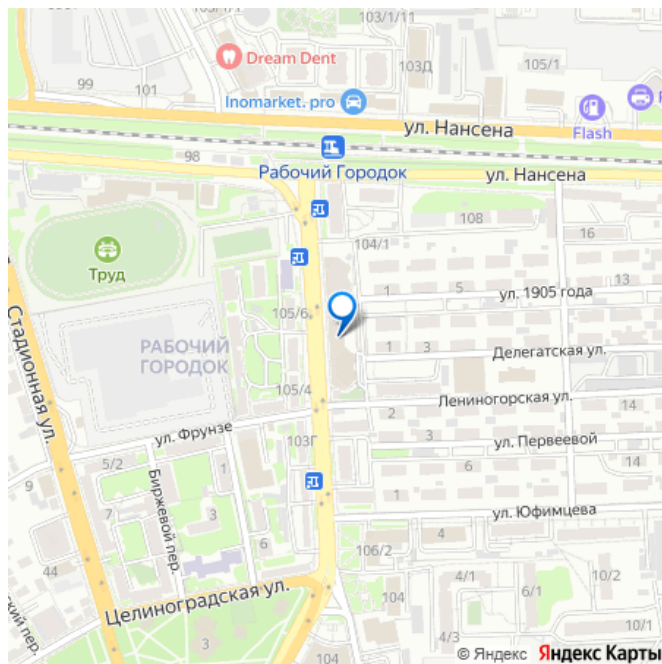 103/1/11
99
101
Dream Dent
103Д
105/1
Inomarket. pro
Flash
ул. Нансена
98
Рабочий Городок
ул. Нансена
108
16
104/1
Труд
13
1
5
ул. 1905 года
105/6
РАБОЧИЙ
ГОРОДОК
1
3
Делегатская ул.
Стадионная ул.
105/4
Лениногорская ул.
2
14
ул. Фрунзе
103Г
ул. Первеевой
9
5/2
1
6
14
Биржевой пер.
1
7
3
ул. Юфимцева
44
6
106/2
4
4/1
10/2
6/1
Целиноградская ул.
104
пер.
3
104
4/3
10/1
© Яндекс Яндекс Карты